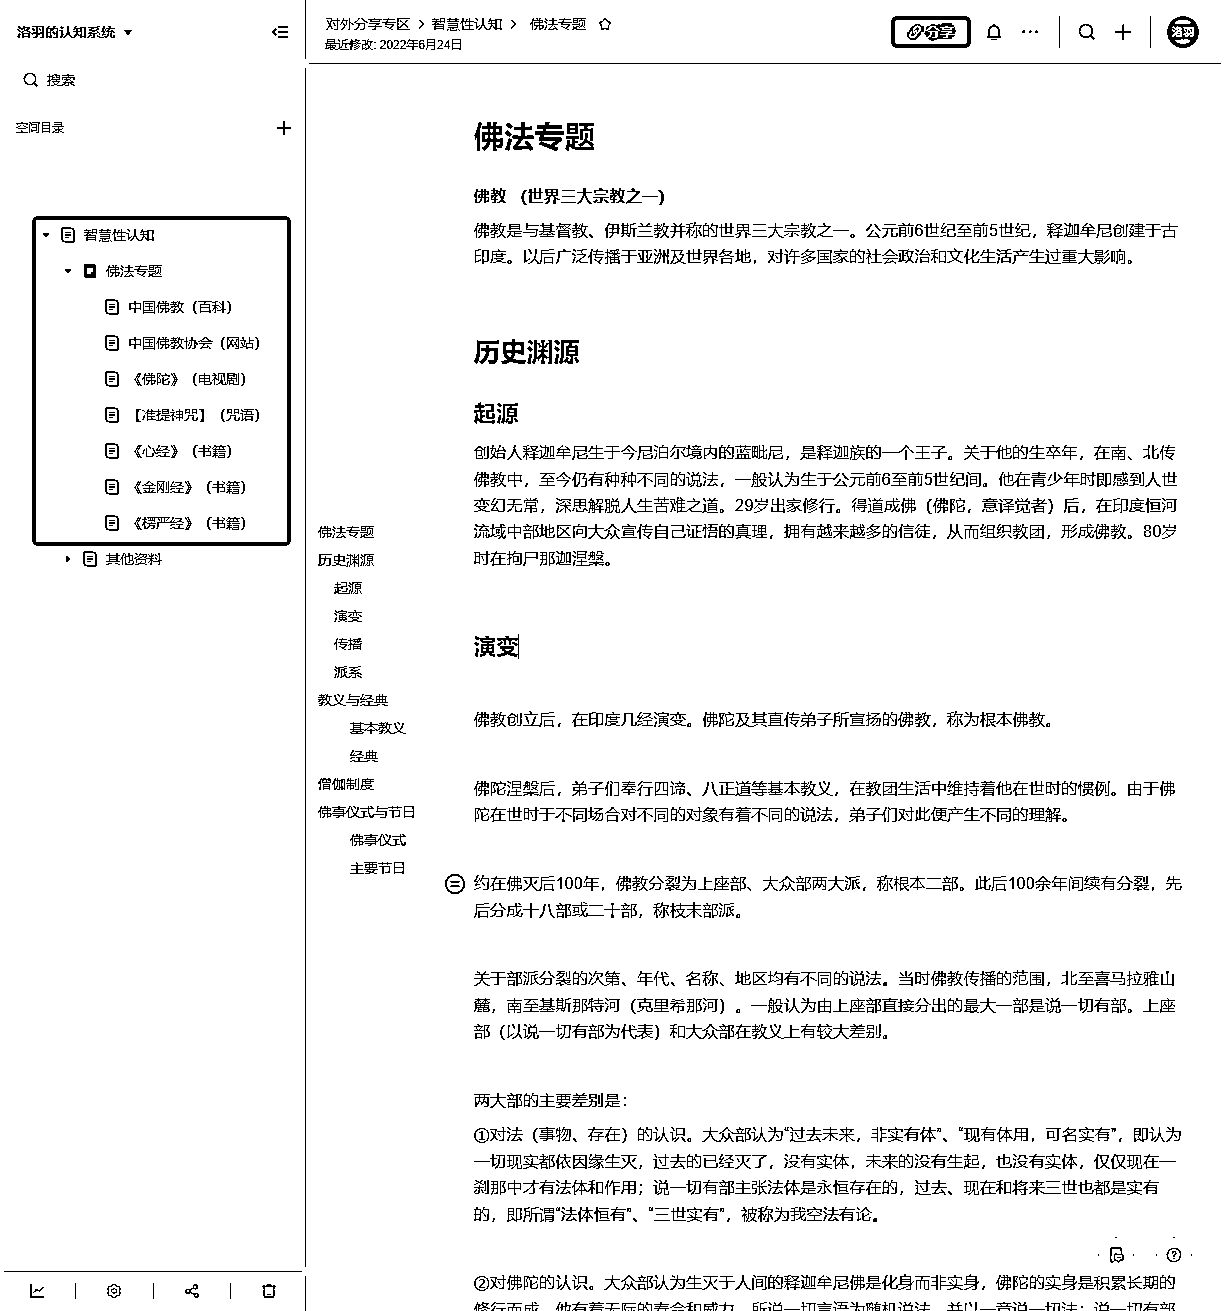 洛羽的认知系统
搜索
空间目录
智慧性认知
佛法专题
中国佛教（百科）
中国佛教协会（网站）
《佛陀》（电视剧）
【准提神咒】（咒语）
《心经》（书籍）
《金刚经》（书籍）
《楞严经》（书籍）
其他资料
对外分享专区 > 智慧性认知 > 佛法专题
最近修改: 2022年6月24日
分享
洛羽
佛法专题
历史渊源
起源
演变
传播
派系
教义与经典
基本教义
经典
僧伽制度
佛事仪式与节日
佛事仪式
主要节日
佛法专题
佛教 （世界三大宗教之一）
佛教是与基督教、伊斯兰教并称的世界三大宗教之一。公元前6世纪至前5世纪，释迦牟尼创建于古
印度。以后广泛传播于亚洲及世界各地，对许多国家的社会政治和文化生活产生过重大影响。
历史渊源
起源
创始人释迦牟尼生于今尼泊尔境内的蓝毗尼，是释迦族的一个王子。关于他的生卒年，在南、北传
佛教中，至今仍有种种不同的说法，一般认为生于公元前6至前5世纪间。他在青少年时即感到人世
变幻无常，深思解脱人生苦难之道。29岁出家修行。得道成佛（佛陀，意译觉者）后，在印度恒河
流域中部地区向大众宣传自己证悟的真理，拥有越来越多的信徒，从而组织教团，形成佛教。80岁
时在拘尸那迦涅槃。
演变
佛教创立后，在印度几经演变。佛陀及其直传弟子所宣扬的佛教，称为根本佛教。
佛陀涅槃后，弟子们奉行四谛、八正道等基本教义，在教团生活中维持着他在世时的惯例。由于佛
陀在世时于不同场合对不同的对象有着不同的说法，弟子们对此便产生不同的理解。
约在佛灭后100年，佛教分裂为上座部、大众部两大派，称根本二部。此后100余年间续有分裂，先
后分成十八部或二十部，称枝末部派。
关于部派分裂的次第、年代、名称、地区均有不同的说法。当时佛教传播的范围，北至喜马拉雅山
麓，南至基斯那特河（克里希那河）。一般认为由上座部直接分出的最大一部是说一切有部。上座
部（以说一切有部为代表）和大众部在教义上有较大差别。
两大部的主要差别是：
①对法（事物、存在）的认识。大众部认为“过去未来，非实有体”、“现有体用，可名实有”，即认为
一切现实都依因缘生灭，过去的已经灭了，没有实体，未来的没有生起，也没有实体，仅仅现在一
刹那中才有法体和作用；说一切有部主张法体是永恒存在的，过去、现在和将来三世也都是实有
的，即所谓“法体恒有”、“三世实有”，被称为我空法有论。
②对佛陀的认识。大众部认为生灭于人间的释迦牟尼佛是化身而非实身，佛陀的实身是积累长期的
修行而成，他有着无际的寿命和威力，所说一切言语为随机说法，并以一音说一切法；说一切有部